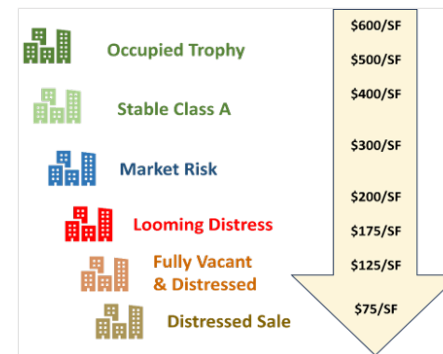 $600/SF
Occupied Trophy
$500/SF
$400/SF
Stable Class A
$300/SF
Market Risk
$200/SF
Looming Distress
$175/SF
Fully Vacant
& Distressed
$125/SF
$75/SF
Distressed Sale